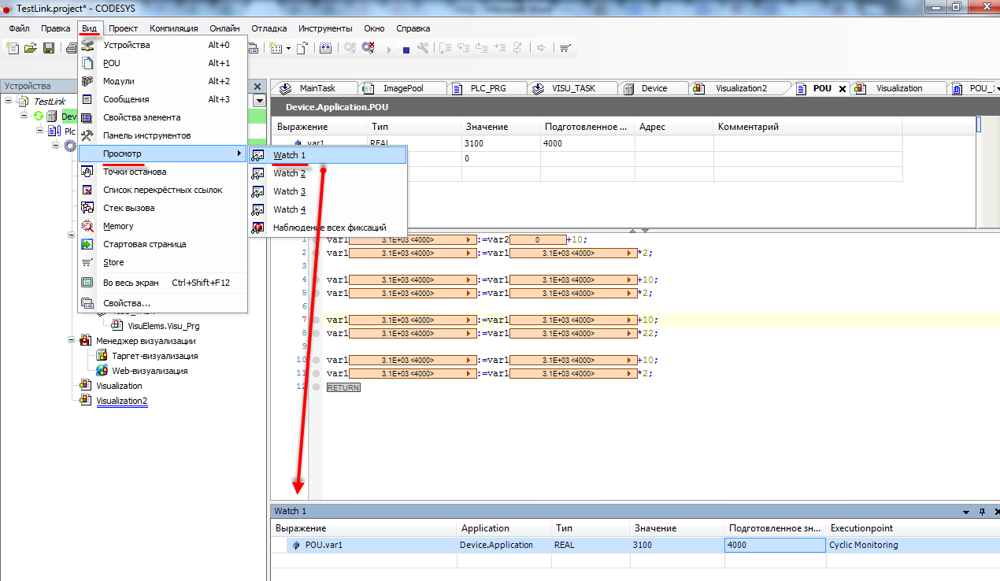 TestLink.project* - CODESYS
Файл Правка Вид Проект Компиляция Онлайн Отладка Инструменты Окно Справка
Устройства Alt+0
POU Alt+1
Модули Alt+2
Сообщения Alt+3
Свойства элемента
Панель инструментов
Просмотр
Точки останова
Список перекрёстных ссылок
Стек вызова
Memory
Стартовая страница
Store
Во весь экран Ctrl+Shift+F12
Свойства...
Watch 1
Watch 2
Watch 3
Watch 4
Наблюдение всех фиксаций
Устройства
TestLink
Dev
Plc
VisuElems.Visu_Prg
Менеджер визуализации
Таргет-визуализация
Web-визуализация
Visualization
Visualization2
MainTask ImagePool PLC_PRG VISU_TASK Device Visualization2 POU Visualization POU_
Device.Application.POU
Выражение Тип Значение Подготовленное ... Адрес Комментарий
var1 REAL 3100 4000
0
1 var1 3.1E+03 <4000> :=var2 0 +10;
2 var1 3.1E+03 <4000> :=var1 3.1E+03 <4000> *2;
3
4 var1 3.1E+03 <4000> :=var1 3.1E+03 <4000> +10;
5 var1 3.1E+03 <4000> :=var1 3.1E+03 <4000> *2;
6
7 var1 3.1E+03 <4000> :=var1 3.1E+03 <4000> +10;
8 var1 3.1E+03 <4000> :=var1 3.1E+03 <4000> *22;
9
10 var1 3.1E+03 <4000> :=var1 3.1E+03 <4000> +10;
11 var1 3.1E+03 <4000> :=var1 3.1E+03 <4000> *2;
12 RETURN
Watch 1
Выражение Application Тип Значение Подготовленное зн... Executionpoint
POU.var1 Device.Application REAL 3100 4000 Cyclic Monitoring